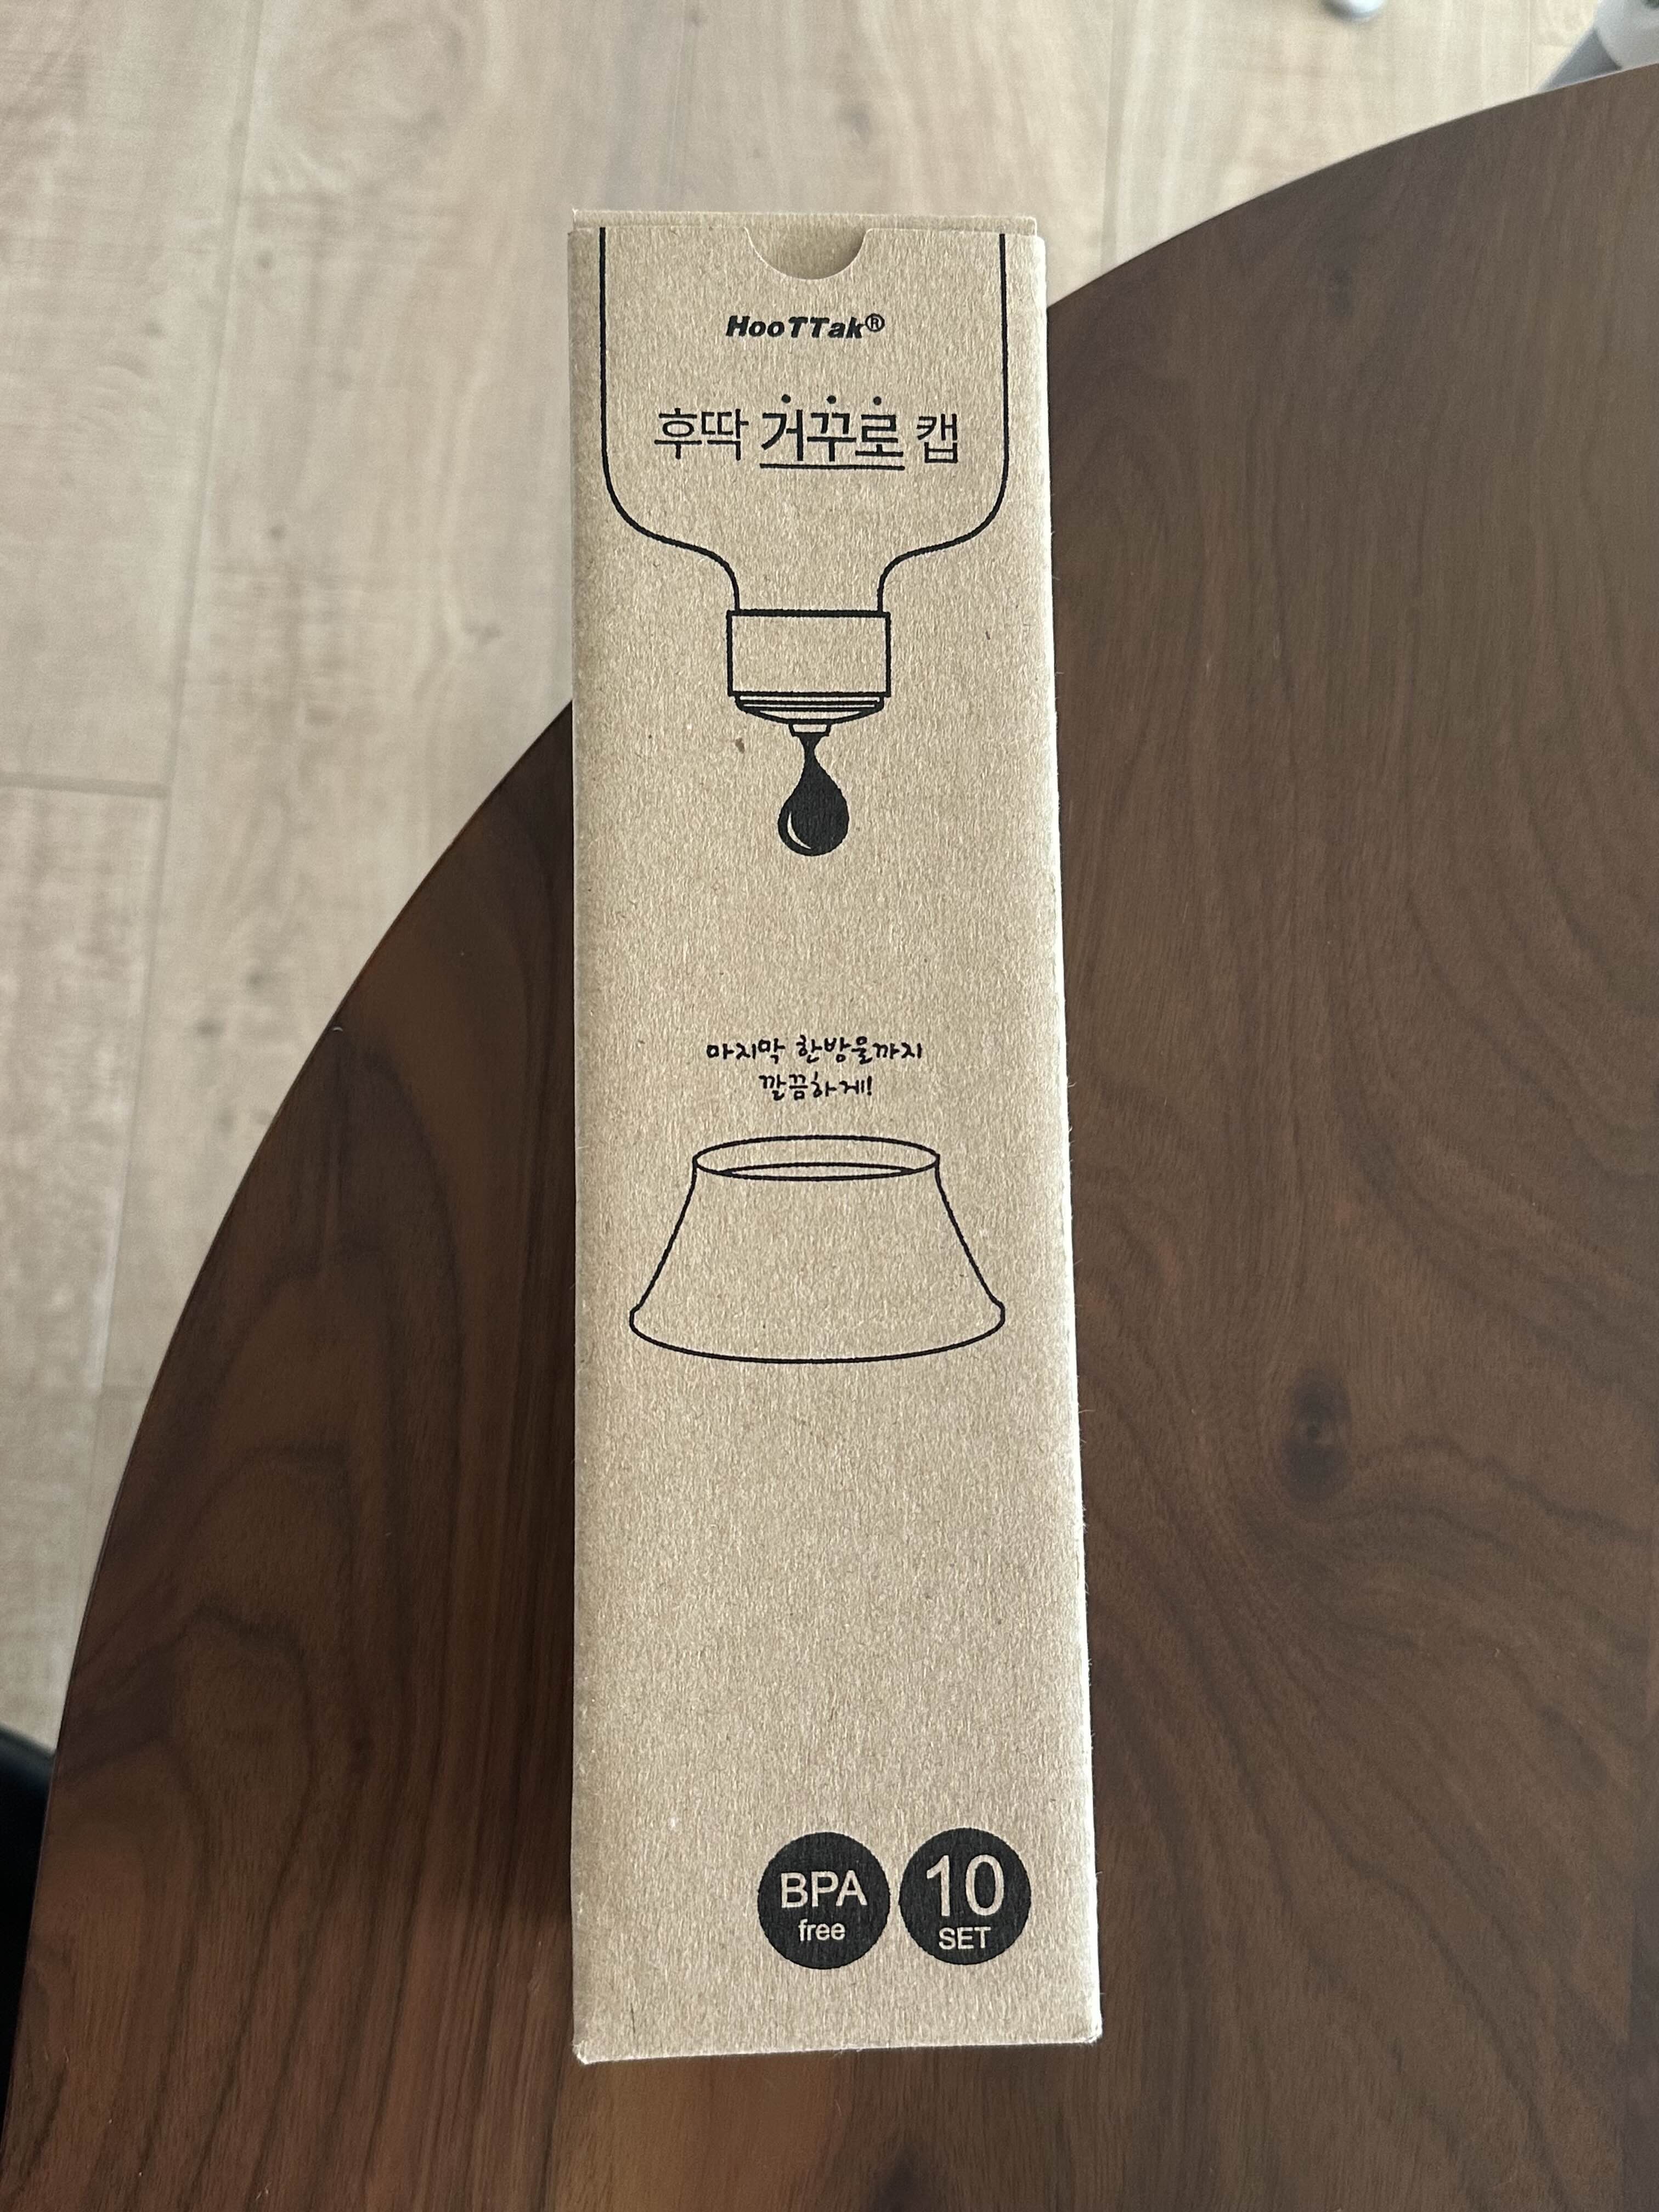 HooTTak®
후딱 거꾸로 캡
마지막 한방울까지
깔끔하게!
BPA
free
10
SET